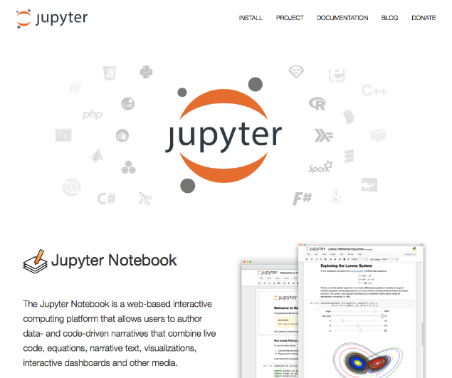 jupyter
INSTALL PROJECT DOCUMENTATION BLOG DONATE
php
C++
R
jupyter
Spark
C#
F#
Jupyter Notebook
The Jupyter Notebook is a web-based interactive
computing platform that allows users to author
data- and code-driven narratives that combine live
code, equations, narrative text, visualizations,
interactive dashboards and other media.
jupyter
jupyter
Exploring the Lorenz System